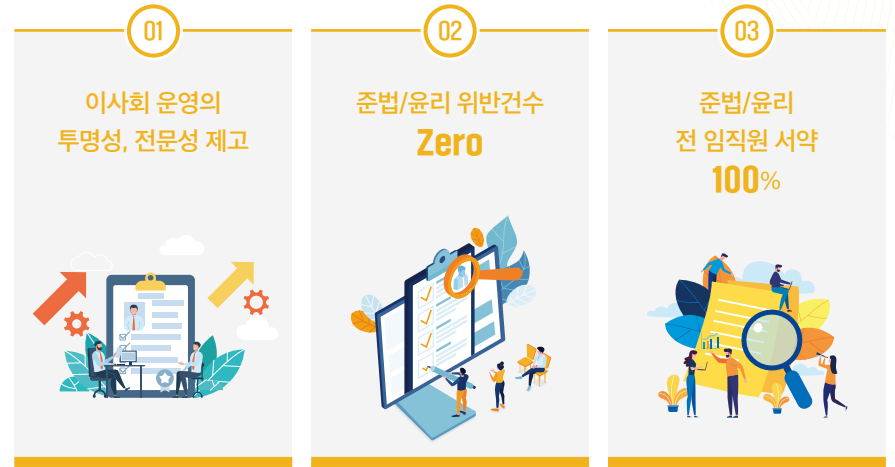 01
이사회 운영의
투명성, 전문성 제고
02
준법/윤리 위반건수
Zero
03
준법/윤리
전 임직원 서약
100%